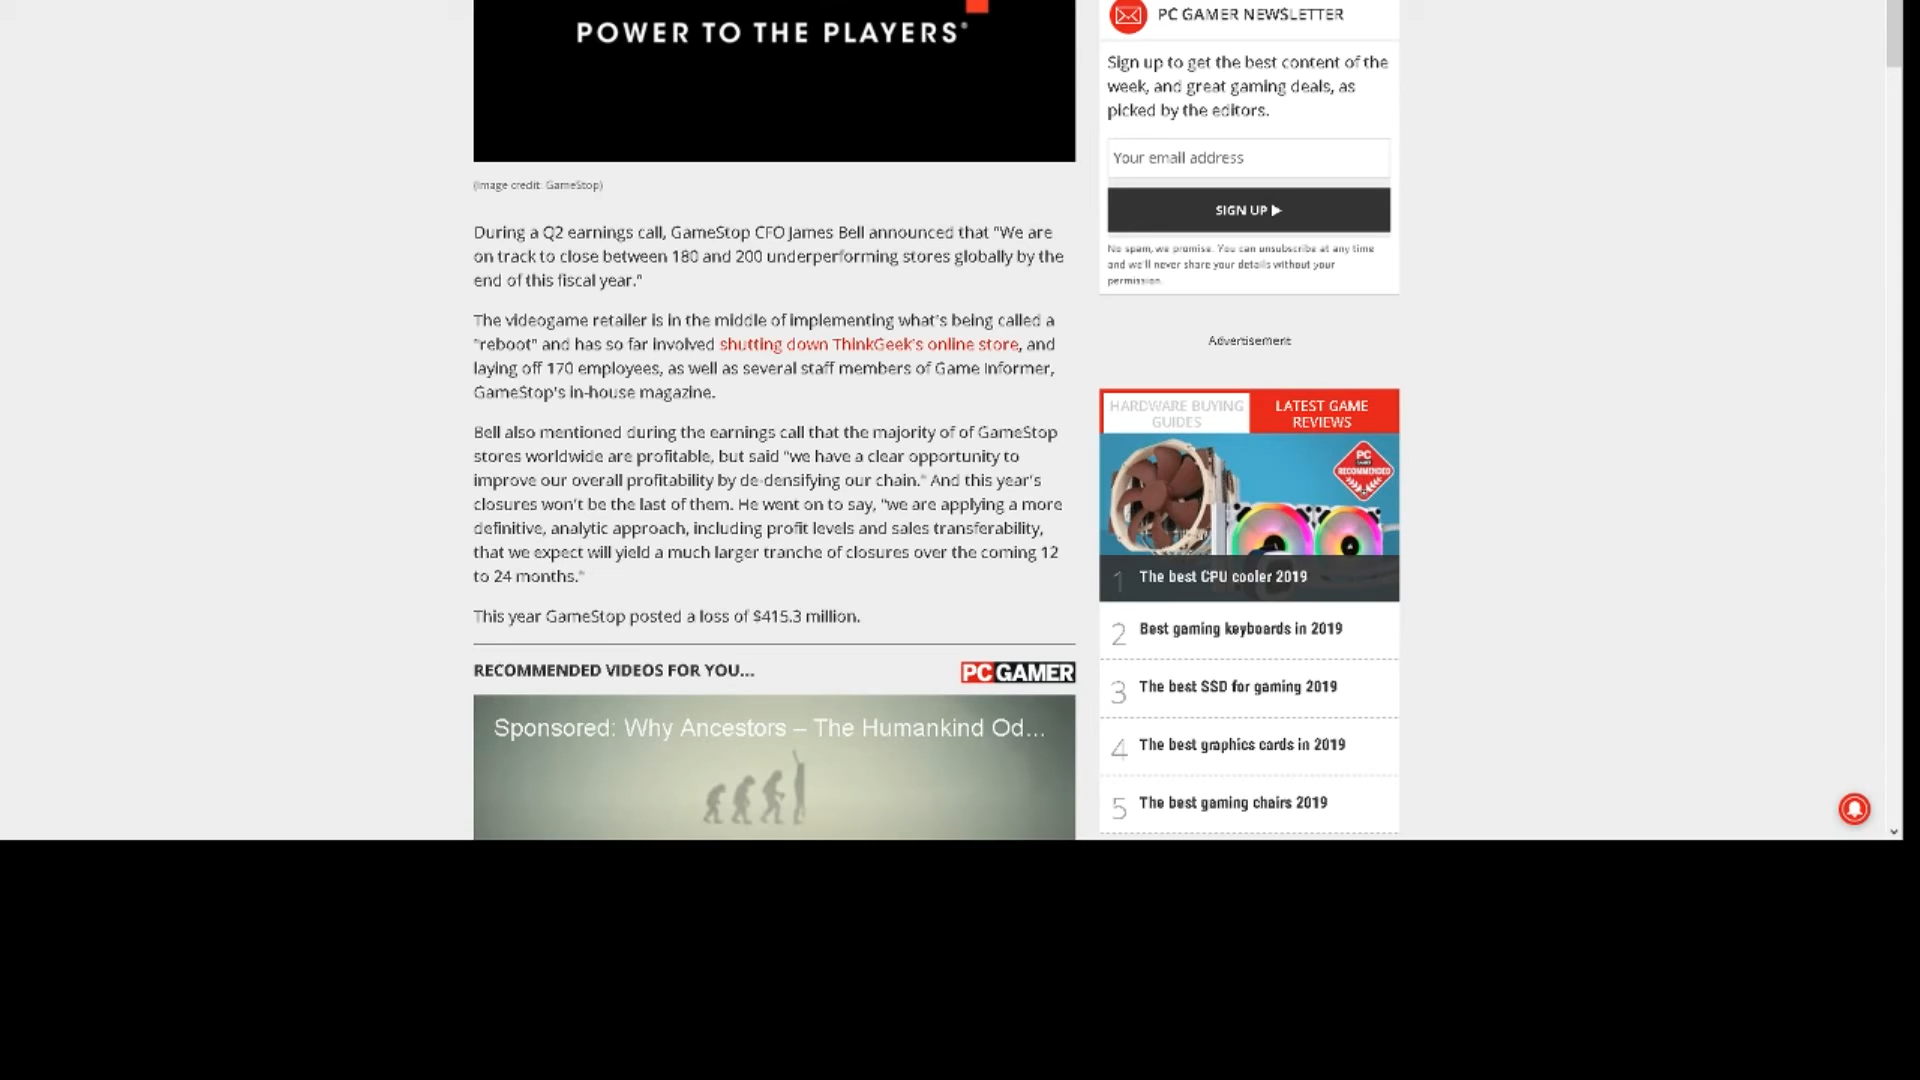 POWER TO THE PLAYERS®
(Image credit: GameStop)
During a Q2 earnings call, GameStop CFO James Bell announced that "We are
on track to close between 180 and 200 underperforming stores globally by the
end of this fiscal year."
The videogame retailer is in the middle of implementing what's being called a
"reboot" and has so far involved shutting down ThinkGeek's online store, and
laying off 170 employees, as well as several staff members of Game Informer,
GameStop's in-house magazine.
Bell also mentioned during the earnings call that the majority of of GameStop
stores worldwide are profitable, but said "we have a clear opportunity to
improve our overall profitability by de-densifying our chain." And this year's
closures won't be the last of them. He went on to say, "we are applying a more
definitive, analytic approach, including profit levels and sales transferability,
that we expect will yield a much larger tranche of closures over the coming 12
to 24 months."
This year GameStop posted a loss of $415.3 million.
RECOMMENDED VIDEOS FOR YOU...
PC GAMER
Sponsored: Why Ancestors – The Humankind Od...
PC GAMER NEWSLETTER
Sign up to get the best content of the
week, and great gaming deals, as
picked by the editors.
Your email address
SIGN UP ▶
No spam, we promise. You can unsubscribe at any time
and we'll never share your details without your
permission.
Advertisement
HARDWARE BUYING
GUIDES
LATEST GAME
REVIEWS
PC
GAMER
RECOMMENDED
1 The best CPU cooler 2019
2 Best gaming keyboards in 2019
3 The best SSD for gaming 2019
4 The best graphics cards in 2019
5 The best gaming chairs 2019